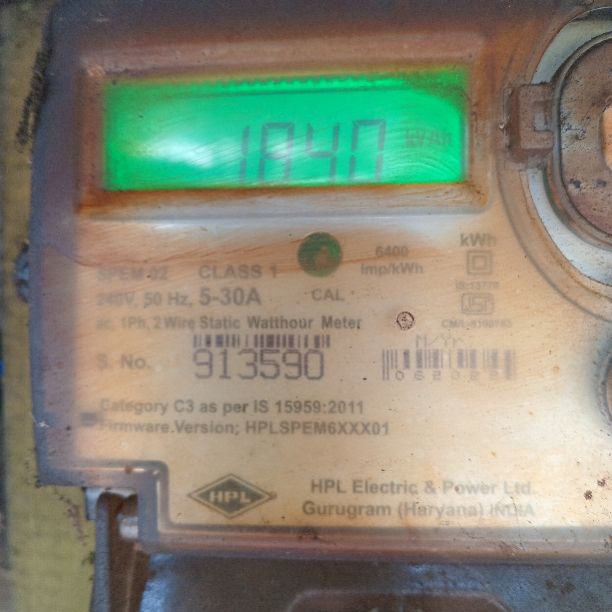 1840 kVAh
kWh
6400
imp/kWh
SPEM-02 CLASS 1
240V, 50 Hz, 5-30A
CAL
ac, 1Ph, 2 Wire Static Watthour Meter
M/Yr
S. No. 913590
Category C3 as per IS 15959:2011
Firmware.Version; HPLSPEM6XXX01
HPL
HPL Electric & Power Ltd.
Gurugram (Haryana) INDIA